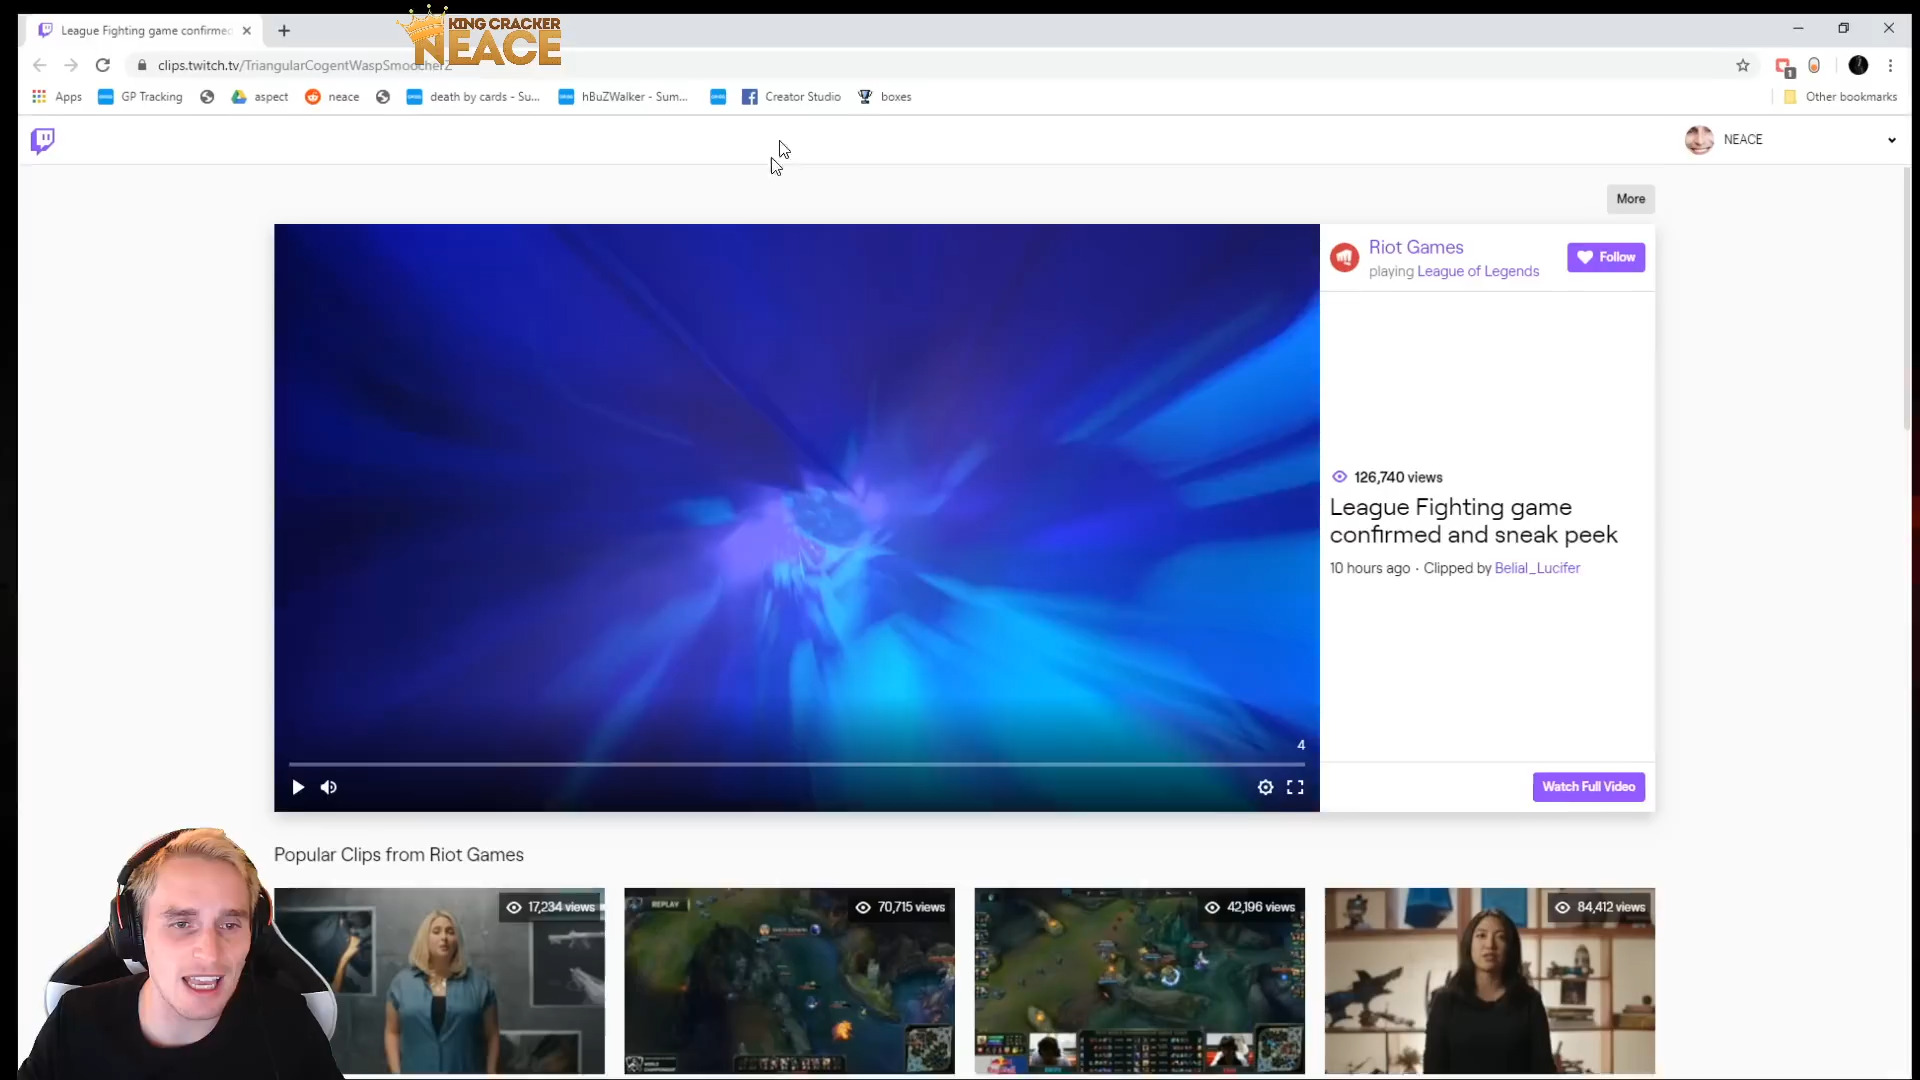 League Fighting game confirmed
KING CRACKER
NEACE
clips.twitch.tv/TriangularCogentWaspSmoocherZ
1
Apps
GP Tracking
aspect
neace
death by cards - Su...
hBuZWalker - Sum...
Creator Studio
boxes
Other bookmarks
NEACE
More
Riot Games
playing League of Legends
Follow
126,740 views
League Fighting game
confirmed and sneak peek
10 hours ago · Clipped by Belial_Lucifer
4
Watch Full Video
Popular Clips from Riot Games
17,234 views
REPLAY
70,715 views
42,196 views
84,412 views